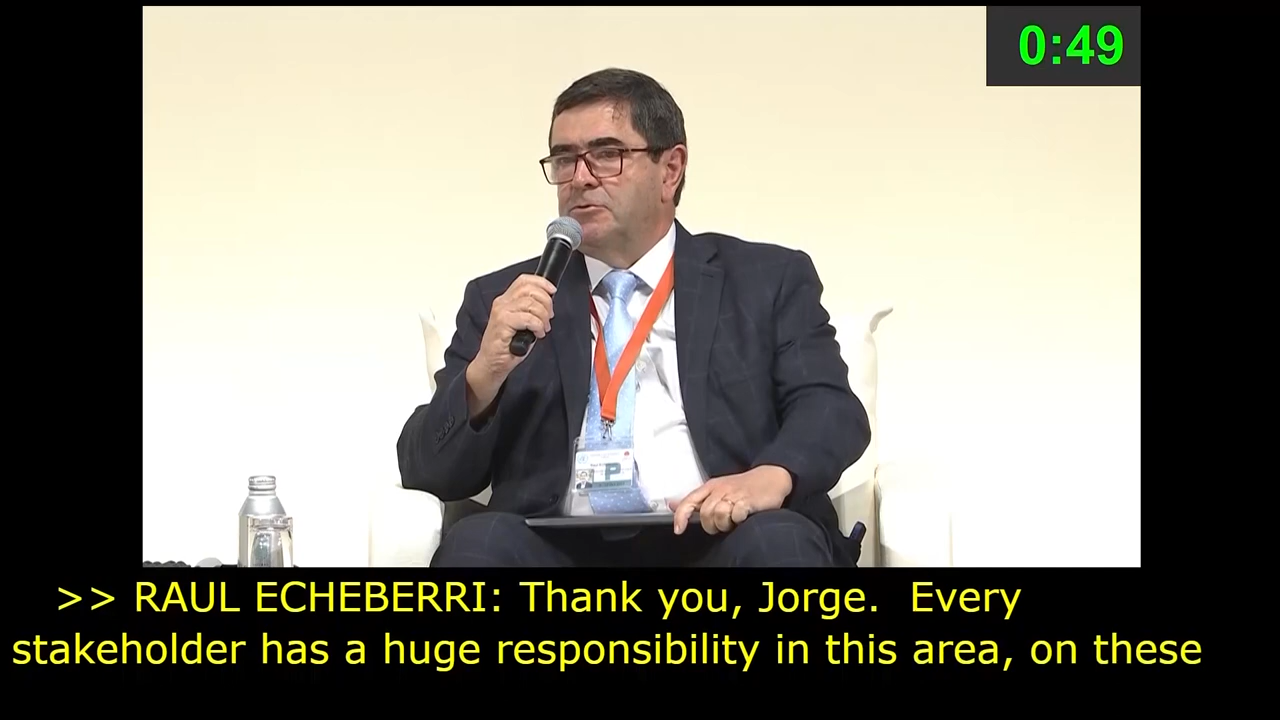 0:49
P
>> RAUL ECHEBERRI: Thank you, Jorge.  Every
stakeholder has a huge responsibility in this area, on these